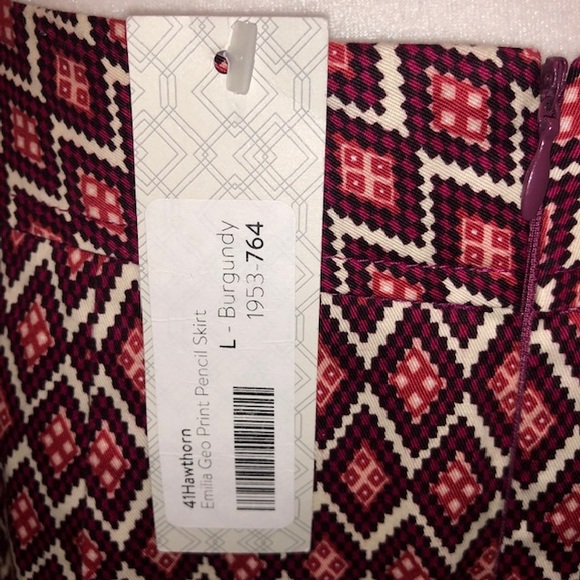 41Hawthorn
Emilia Geo Print Pencil Skirt
L - Burgundy
1953-764